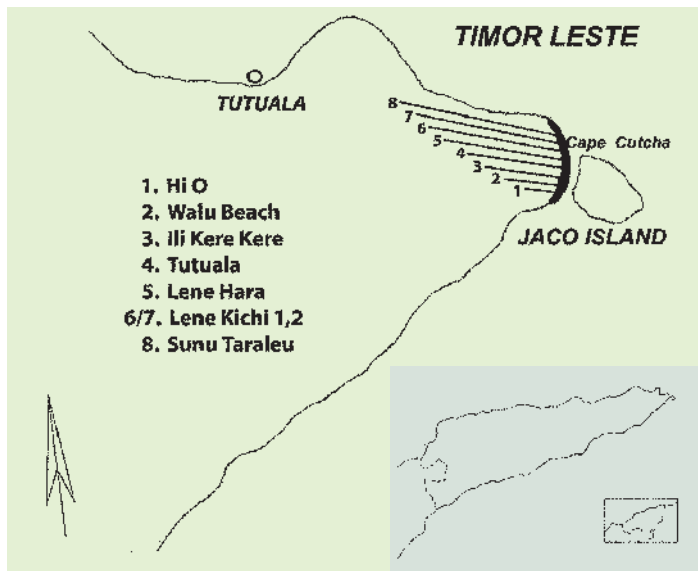 TIMOR LESTE
TUTUALA
8
7
6
5
4
3
2
1
Cape Cutcha
JACO ISLAND
1. Hi O
2. Walu Beach
3. Ili Kere Kere
4. Tutuala
5. Lene Hara
6/7. Lene Kichi 1,2
8. Sunu Taraleu